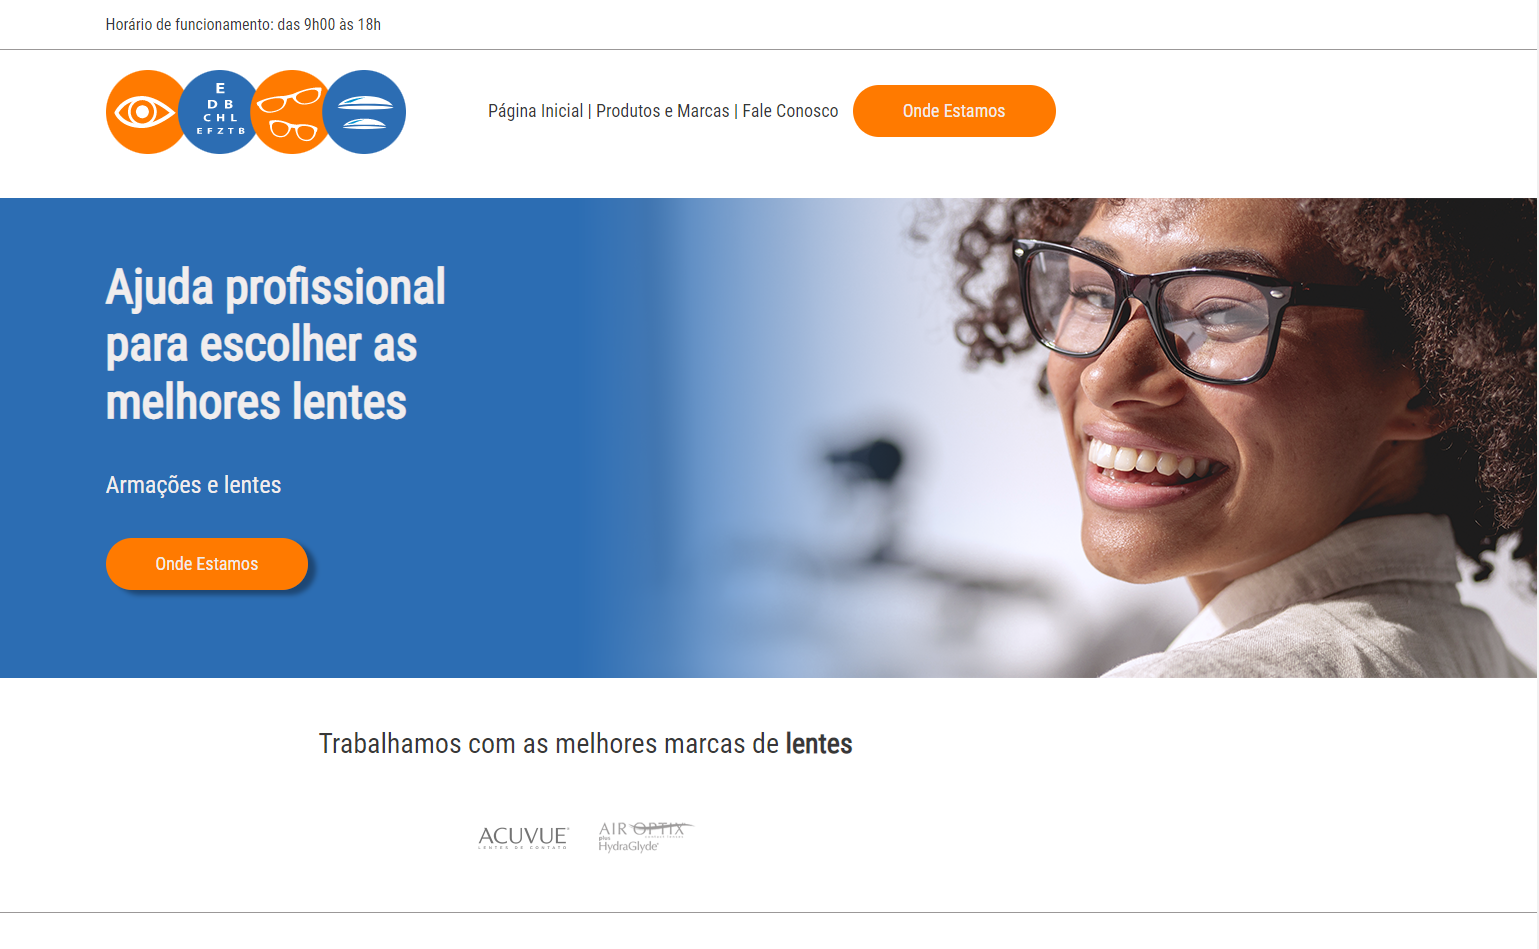 Horário de funcionamento: das 9h00 às 18h
E
D B
C H L
E F Z T B
Página Inicial | Produtos e Marcas | Fale Conosco
Onde Estamos
Ajuda profissional
para escolher as
melhores lentes
Armações e lentes
Onde Estamos
Trabalhamos com as melhores marcas de lentes
ACUVUE
LENTES DE CONTATO
AIR OPTIX
plus
HydraGlyde